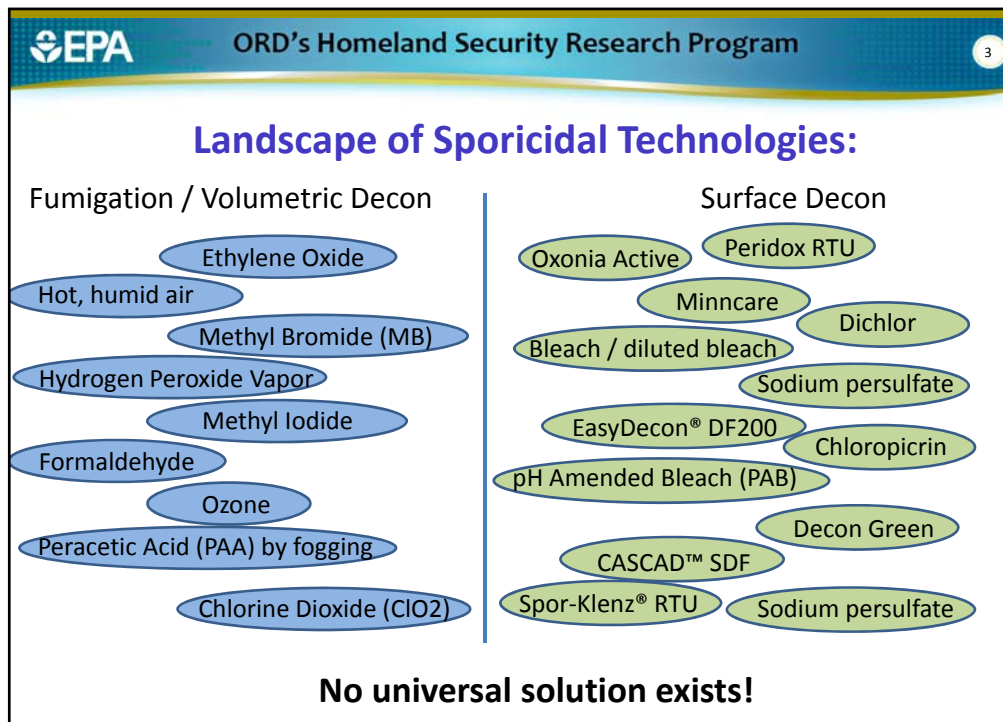 EPA
ORD's Homeland Security Research Program
3
Landscape of Sporicidal Technologies:
Fumigation / Volumetric Decon
Ethylene Oxide
Hot, humid air
Methyl Bromide (MB)
Hydrogen Peroxide Vapor
Methyl Iodide
Formaldehyde
Ozone
Peracetic Acid (PAA) by fogging
Chlorine Dioxide (ClO2)
Surface Decon
Peridox RTU
Oxonia Active
Minncare
Dichlor
Bleach / diluted bleach
Sodium persulfate
EasyDecon® DF200
Chloropicrin
pH Amended Bleach (PAB)
Decon Green
CASCAD™ SDF
Spor-Klenz® RTU
Sodium persulfate
No universal solution exists!